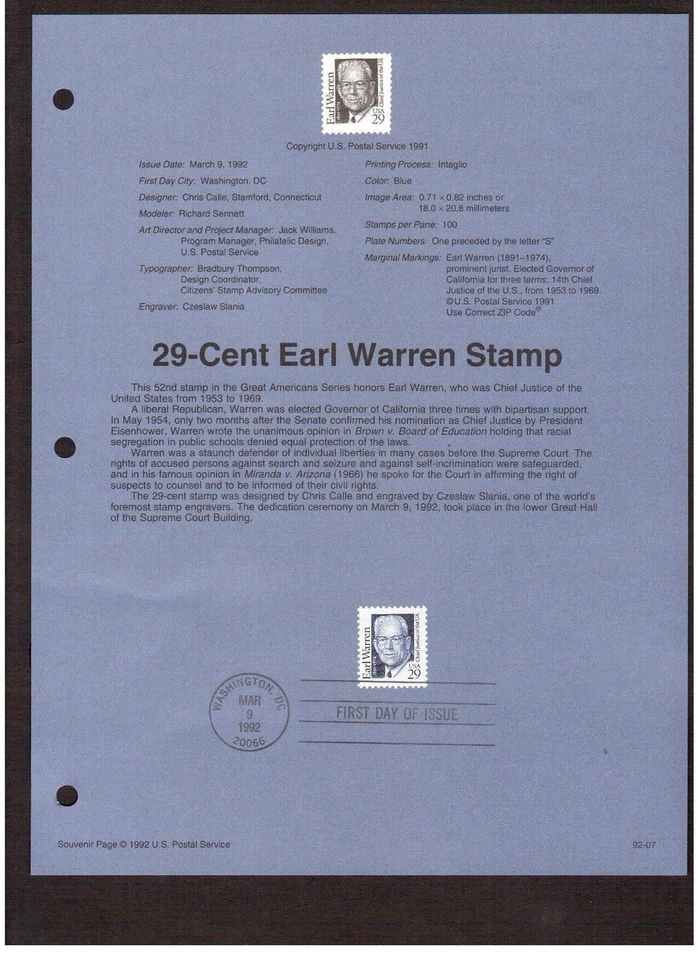 Earl Warren
Chief Justice of the US
USA
29
Copyright U.S. Postal Service 1991
Issue Date: March 9, 1992
First Day City: Washington, DC
Designer: Chris Calle, Stamford, Connecticut
Modeler: Richard Sennett
Art Director and Project Manager: Jack Williams,
Program Manager, Philatelic Design,
U.S. Postal Service
Typographer: Bradbury Thompson,
Design Coordinator,
Citizens' Stamp Advisory Committee
Engraver: Czeslaw Slania
Printing Process: Intaglio
Color: Blue
Image Area: 0.71 × 0.82 inches or
18.0 × 20.8 millimeters
Stamps per Pane: 100
Plate Numbers: One preceded by the letter "S"
Marginal Markings: Earl Warren (1891–1974),
prominent jurist. Elected Governor of
California for three terms. 14th Chief
Justice of the U.S., from 1953 to 1969.
©U.S. Postal Service 1991
Use Correct ZIP Code®
29-Cent Earl Warren Stamp
This 52nd stamp in the Great Americans Series honors Earl Warren, who was Chief Justice of the
United States from 1953 to 1969.
A liberal Republican, Warren was elected Governor of California three times with bipartisan support.
In May 1954, only two months after the Senate confirmed his nomination as Chief Justice by President
Eisenhower, Warren wrote the unanimous opinion in Brown v. Board of Education holding that racial
segregation in public schools denied equal protection of the laws.
Warren was a staunch defender of individual liberties in many cases before the Supreme Court. The
rights of accused persons against search and seizure and against self-incrimination were safeguarded,
and in his famous opinion in Miranda v. Arizona (1966) he spoke for the Court in affirming the right of
suspects to counsel and to be informed of their civil rights.
The 29-cent stamp was designed by Chris Calle and engraved by Czeslaw Slania, one of the world's
foremost stamp engravers. The dedication ceremony on March 9, 1992, took place in the lower Great Hall
of the Supreme Court Building.
Earl Warren
Chief Justice of the US
USA
29
WASHINGTON, DC
MAR
9
1992
20066
FIRST DAY OF ISSUE
Souvenir Page © 1992 U.S. Postal Service
92-07